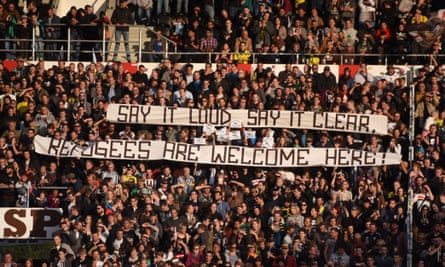 SAY IT LOUD SAY IT CLEAR
REFUGEES ARE WELCOME HERE!
SP